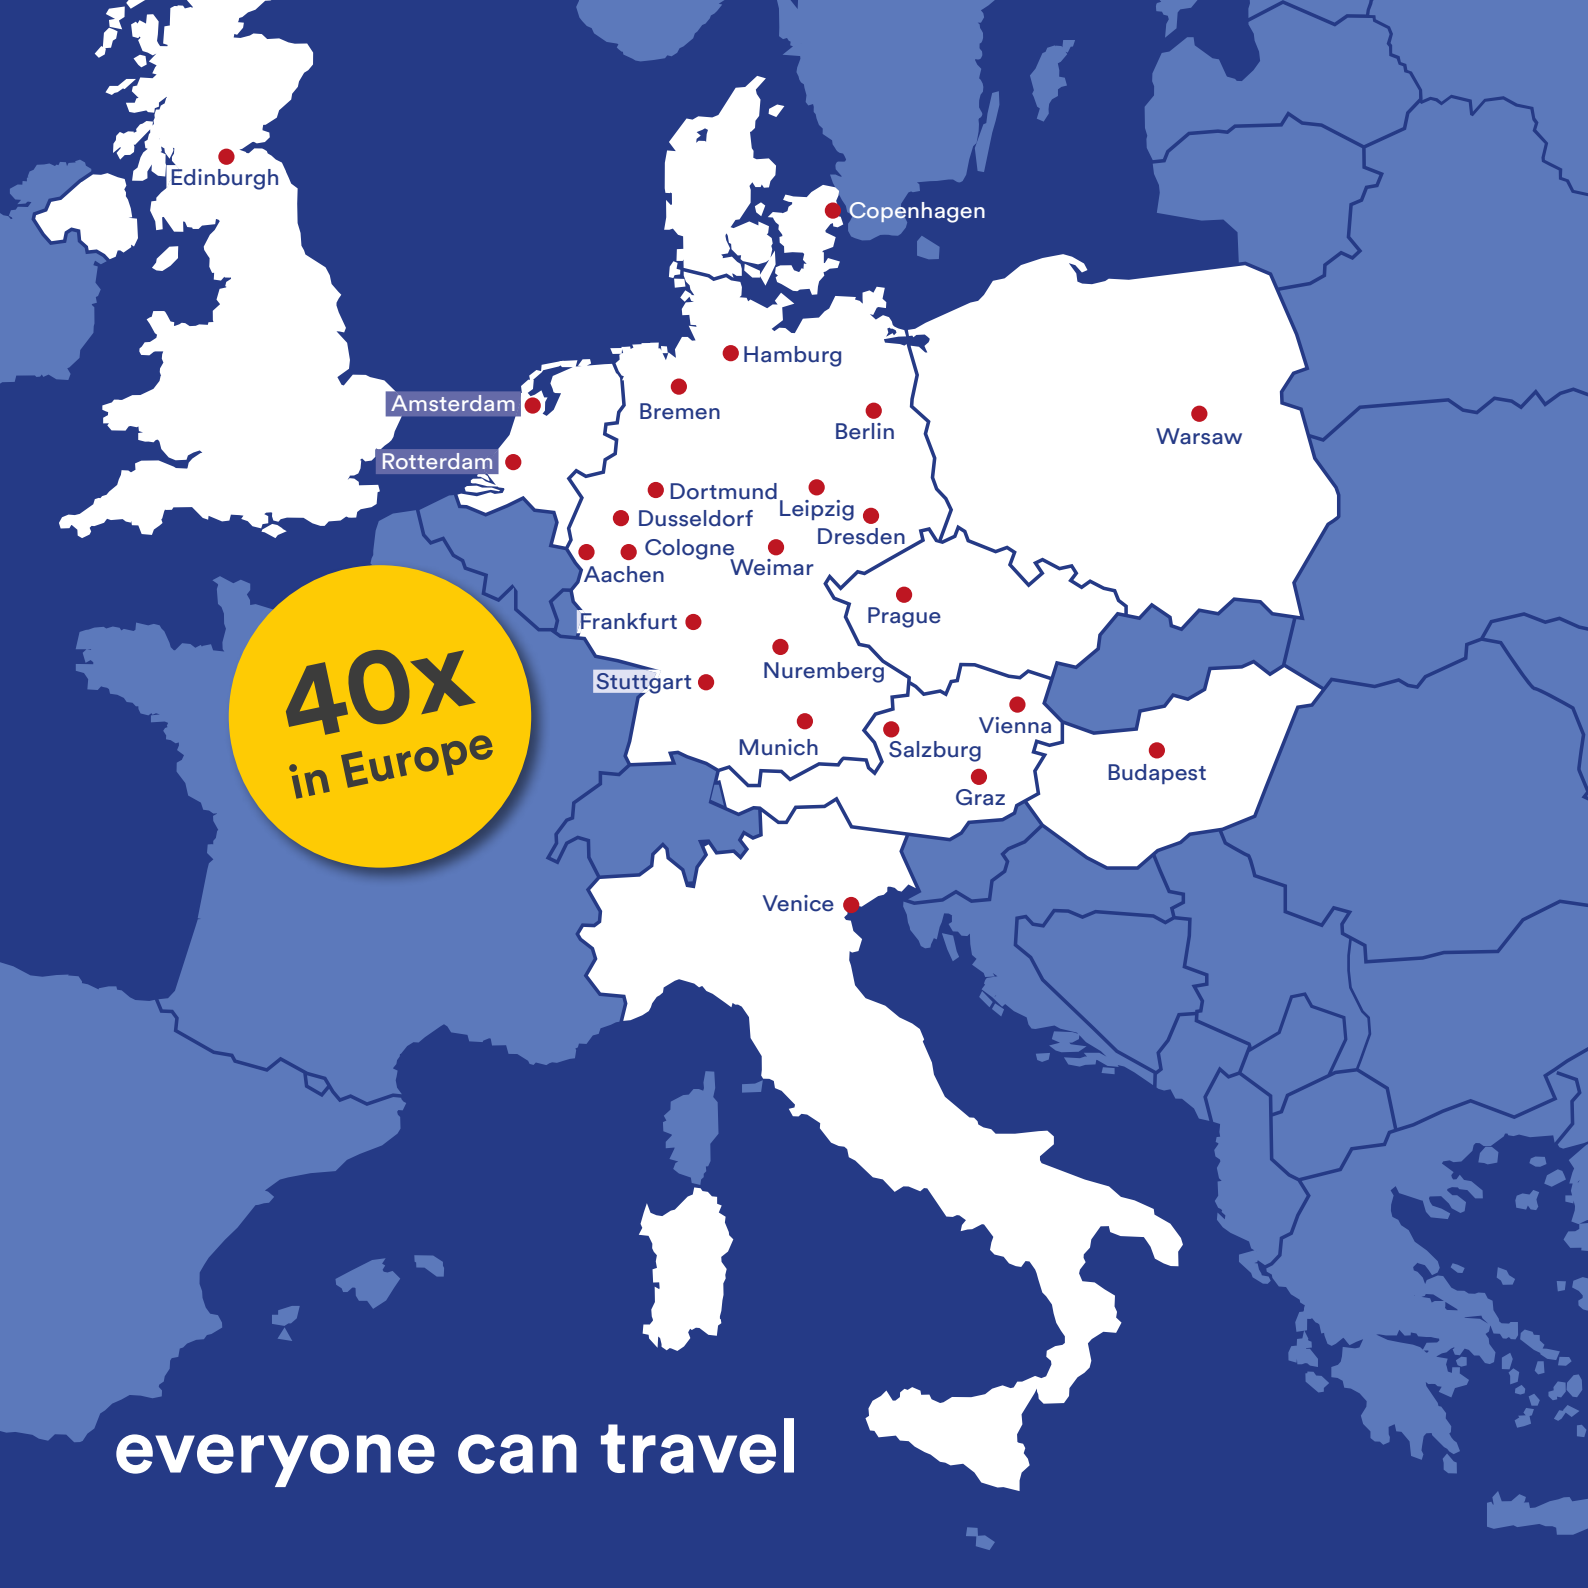 Edinburgh
Copenhagen
Hamburg
Amsterdam
Bremen
Berlin
Warsaw
Rotterdam
Dortmund
Leipzig
Dusseldorf
Dresden
Cologne
Weimar
Aachen
Prague
Frankfurt
Nuremberg
Stuttgart
Vienna
Munich
Salzburg
Budapest
Graz
40x
in Europe
Venice
everyone can travel